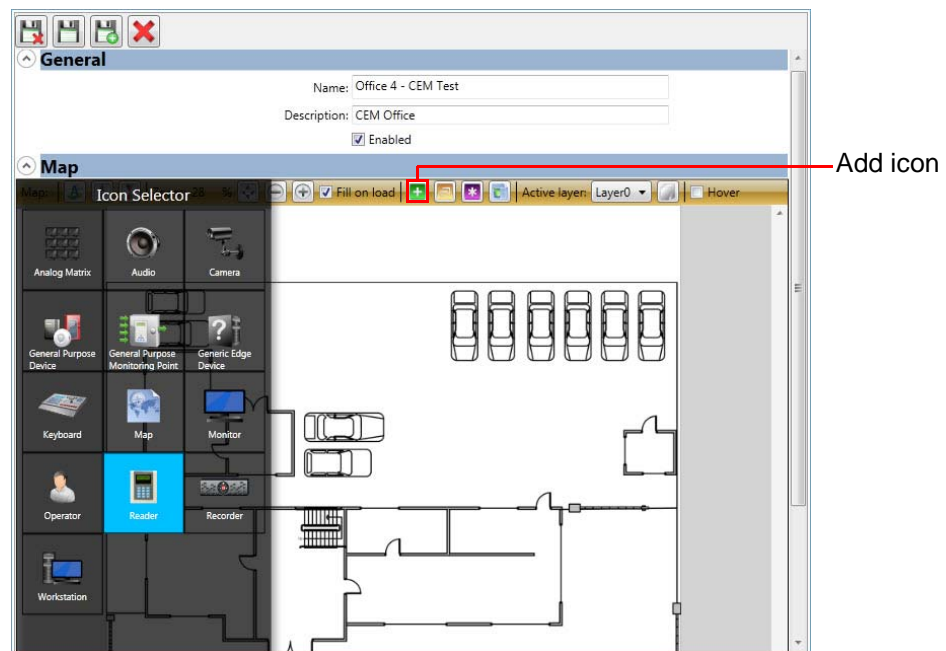 General
Name: Office 4 - CEM Test
Description: CEM Office
Enabled
Map
Add icon
Map: 28 % Fill on load Active layer: Layer0 Hover
Icon Selector
Analog Matrix Audio Camera
General Purpose Device General Purpose Monitoring Point Generic Edge Device
Keyboard Map Monitor
Operator Reader Recorder
Workstation